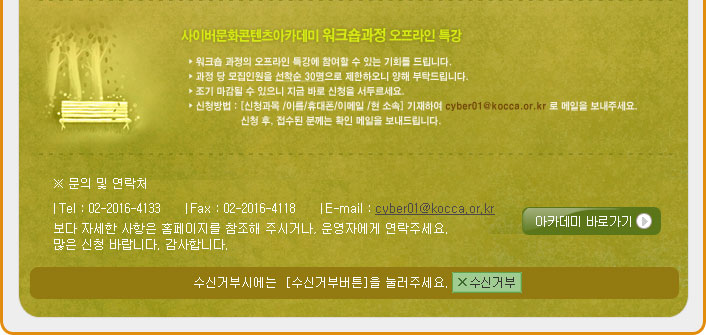 사이버문화콘텐츠아카데미 워크숍과정 오프라인 특강
▸ 워크숍 과정의 오프라인 특강에 참여할 수 있는 기회를 드립니다.
▸ 과정 당 모집인원을 선착순 30명으로 제한하오니 양해 부탁드립니다.
▸ 조기 마감될 수 있으니 지금 바로 신청을 서두르세요.
▸ 신청방법 : [신청과목 /이름/휴대폰/이메일 /현 소속] 기재하여 cyber01@kocca.or.kr 로 메일을 보내주세요.
신청 후, 접수된 분께는 확인 메일을 보내드립니다.
※ 문의 및 연락처
| Tel : 02-2016-4133 | Fax : 02-2016-4118 | E-mail : cyber01@kocca.or.kr
보다 자세한 사항은 홈페이지를 참조해 주시거나, 운영자에게 연락주세요.
많은 신청 바랍니다. 감사합니다.
아카데미 바로가기
수신거부시에는 [수신거부버튼]을 눌러주세요. ×수신거부